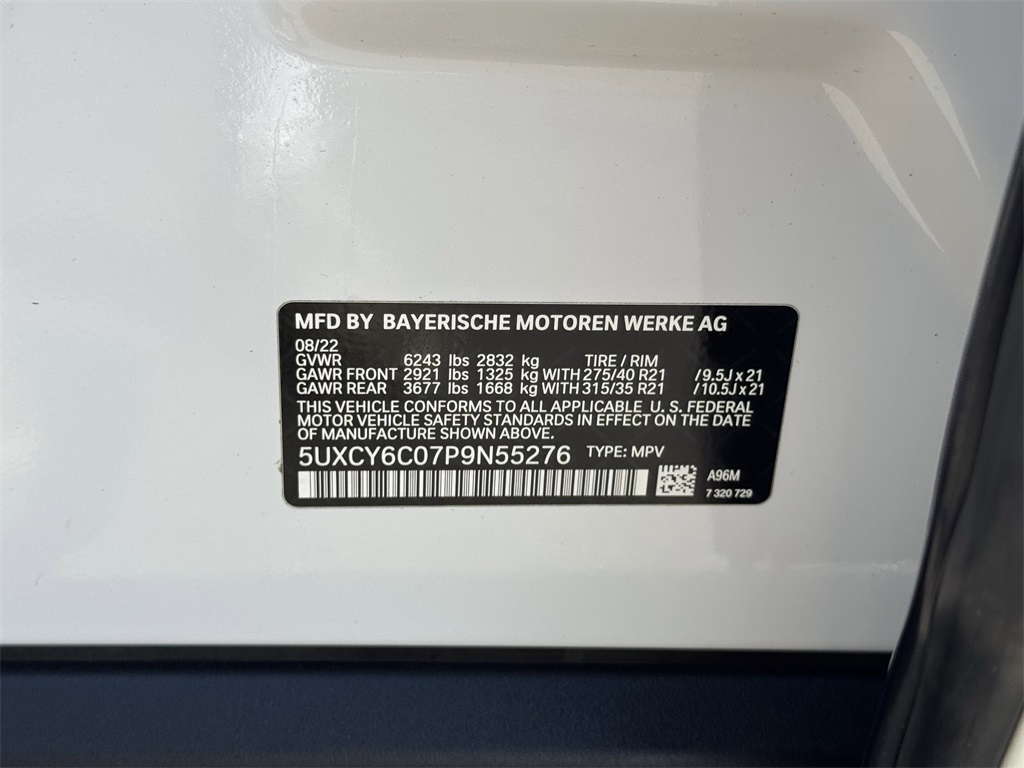 MFD BY BAYERISCHE MOTOREN WERKE AG
08/22
GVWR 6243 lbs 2832 kg TIRE / RIM
GAWR FRONT 2921 lbs 1325 kg WITH 275/40 R21 / 9.5J x 21
GAWR REAR 3677 lbs 1668 kg WITH 315/35 R21 / 10.5J x 21
THIS VEHICLE CONFORMS TO ALL APPLICABLE U. S. FEDERAL
MOTOR VEHICLE SAFETY STANDARDS IN EFFECT ON THE DATE
OF MANUFACTURE SHOWN ABOVE.
5UXCY6C07P9N55276 TYPE: MPV
A96M
7 320 729